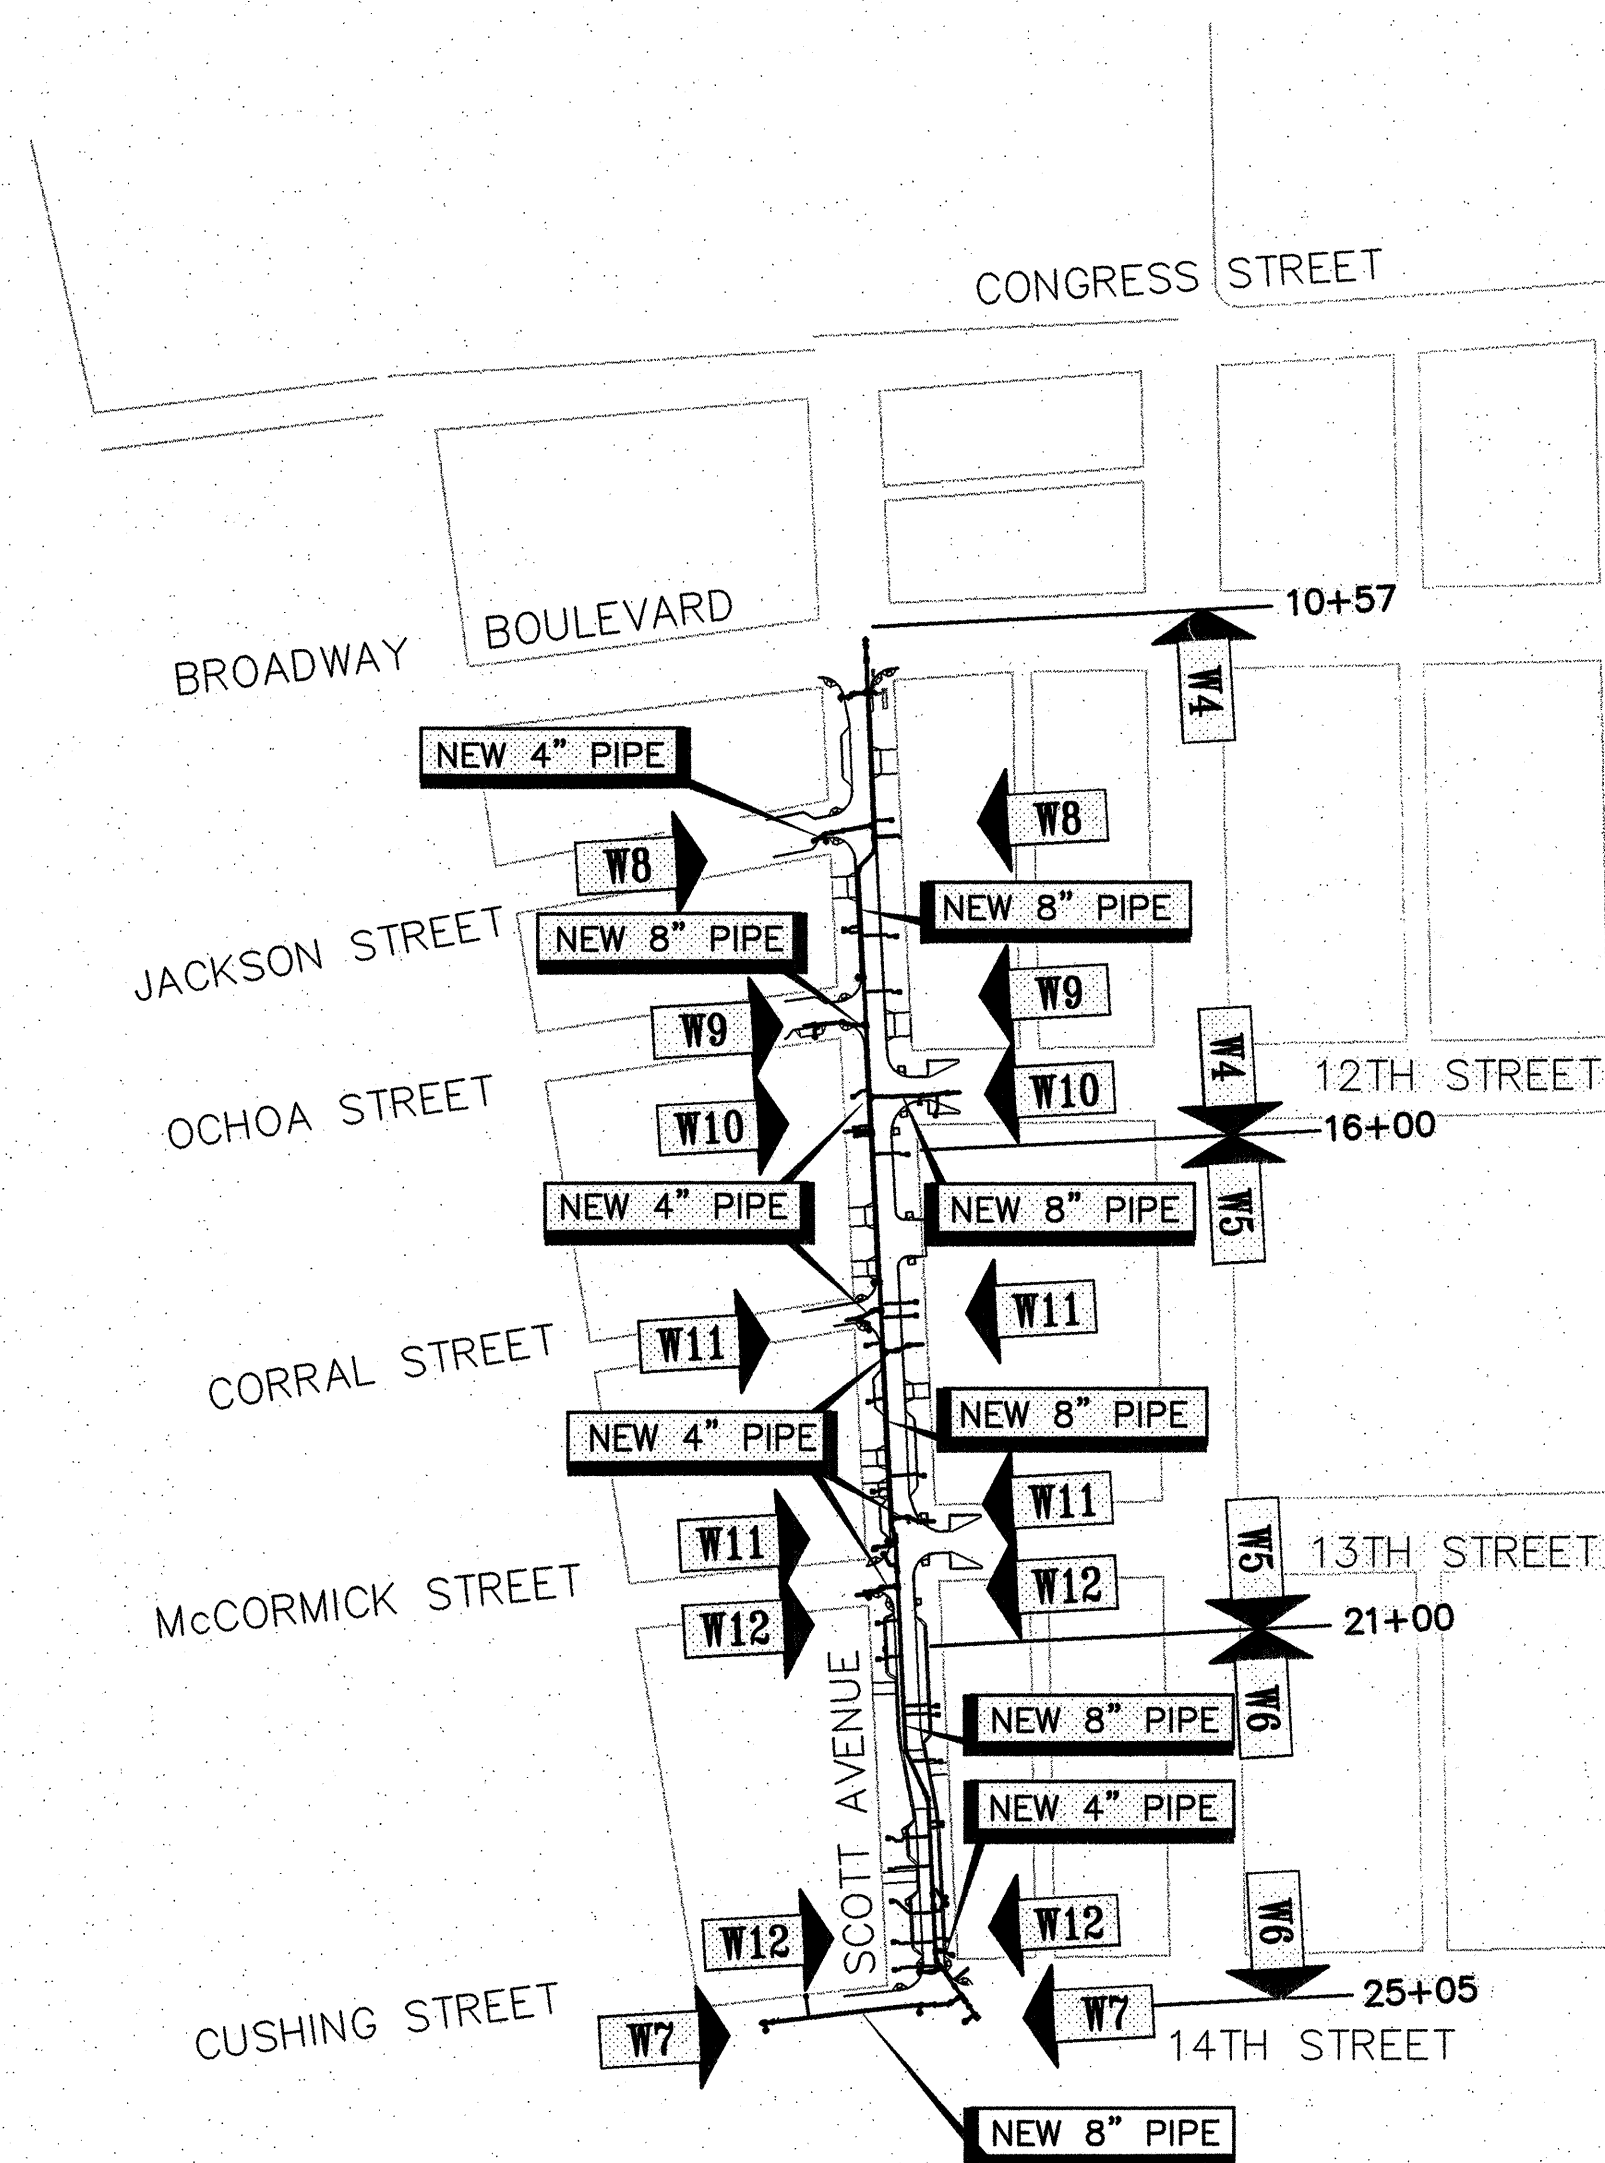 CONGRESS STREET
10+57
BROADWAY BOULEVARD
W4
NEW 4" PIPE
W8
W8
NEW 8" PIPE
NEW 8" PIPE
JACKSON STREET
W9
W9
W4
12TH STREET
W10
OCHOA STREET
W10
16+00
NEW 4" PIPE
NEW 8" PIPE
W5
W11
CORRAL STREET
W11
NEW 8" PIPE
NEW 4" PIPE
W11
W11
W5
13TH STREET
McCORMICK STREET
W12
W12
21+00
SCOTT AVENUE
NEW 8" PIPE
W6
NEW 4" PIPE
W12
W12
W6
25+05
CUSHING STREET
W7
W7
14TH STREET
NEW 8" PIPE